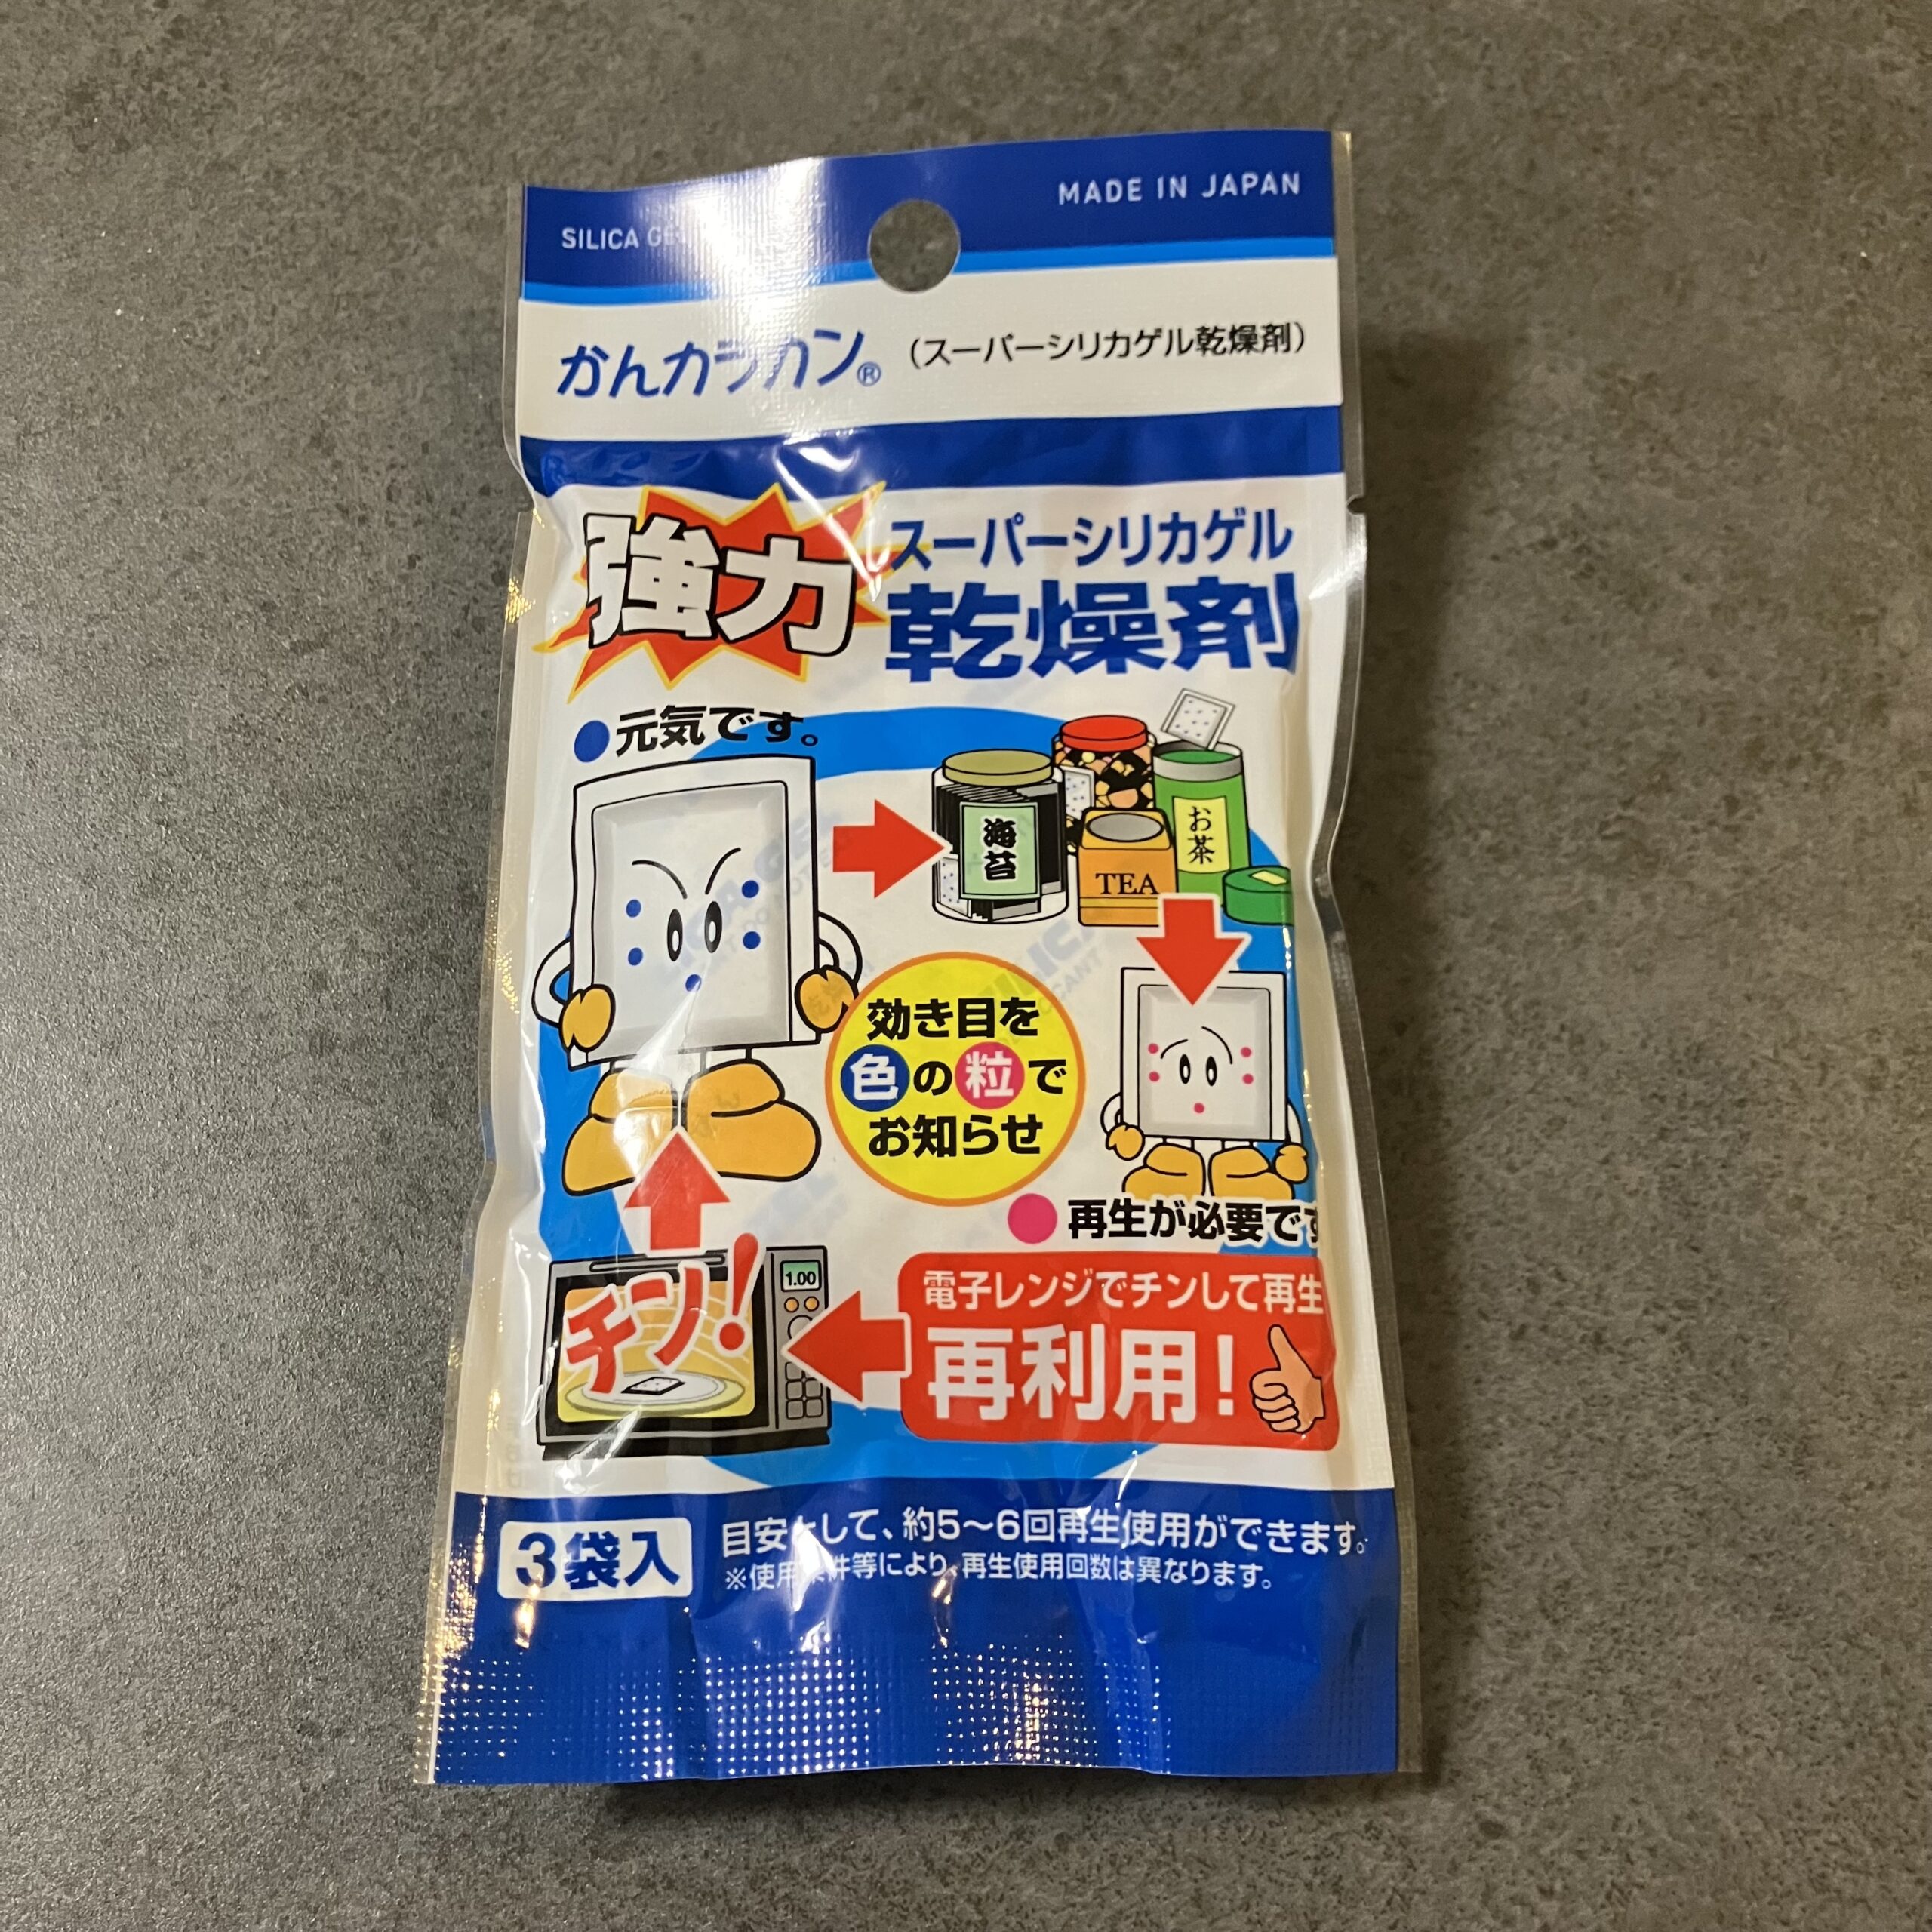 MADE IN JAPAN
SILICA
かんカラカン®
（スーパーシリカゲル乾燥剤）
強力
スーパーシリカゲル
乾燥剤
●元気です。
海苔
TEA
お茶
効き目を
色の粒で
お知らせ
●再生が必要です
チン！
1.00
電子レンジでチンして再生
再利用！
3袋入
目安として、約5〜6回再生使用ができます。
※使用条件等により、再生使用回数は異なります。